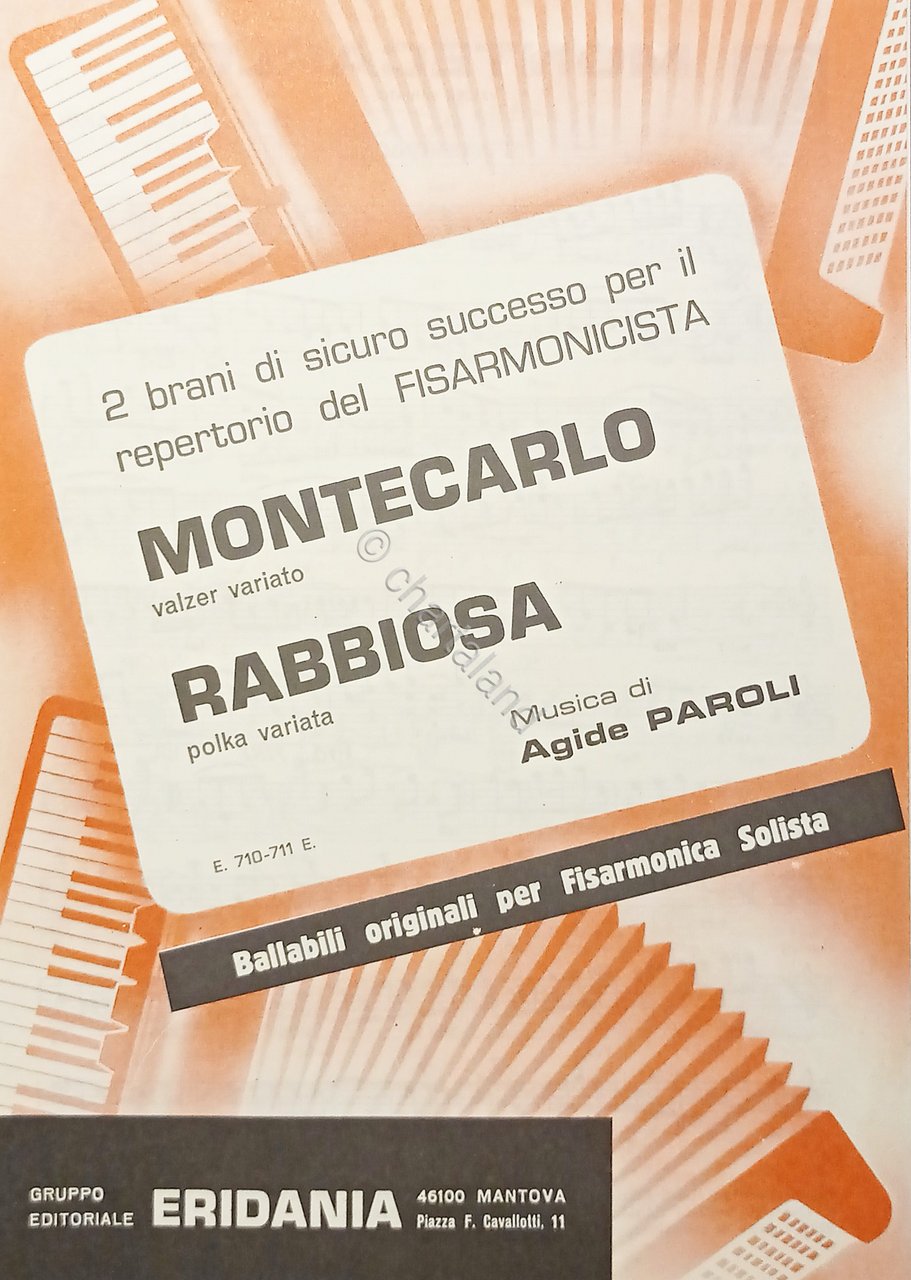 2 brani di sicuro successo per il
repertorio del FISARMONICISTA
MONTECARLO
valzer variato
RABBIOSA
polka variata
Musica di
Agide PAROLI
E. 710-711 E.
Ballabili originali per Fisarmonica Solista
GRUPPO
EDITORIALE
ERIDANIA
46100 MANTOVA
Piazza F. Cavallotti, 11
© chartaland